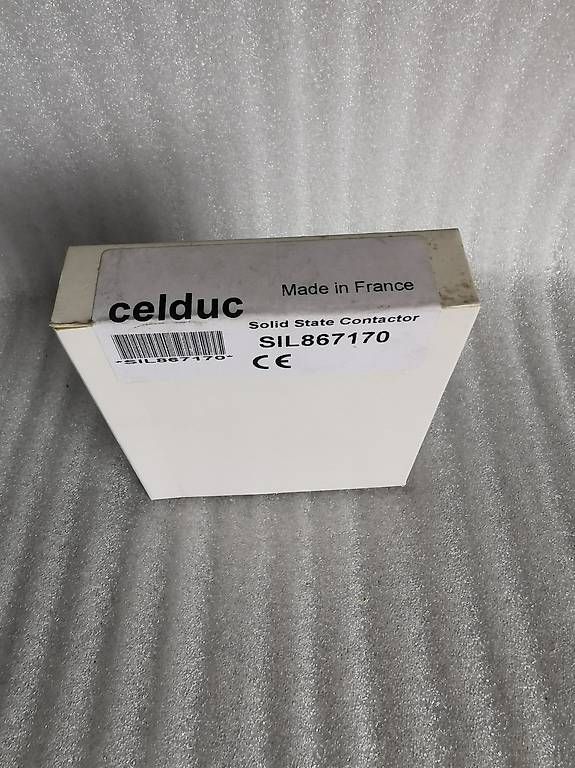 celduc
Made in France
Solid State Contactor
SIL867170
*SIL867170*
CE